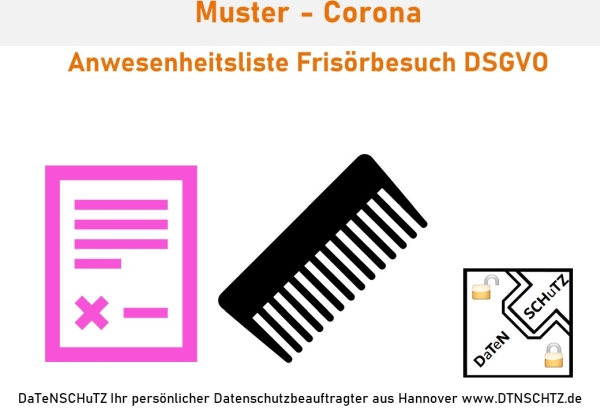 Muster - Corona
Anwesenheitsliste Frisörbesuch DSGVO
DaTeN SCHuTZ
DaTeNSCHuTZ Ihr persönlicher Datenschutzbeauftragter aus Hannover www.DTNSCHTZ.de